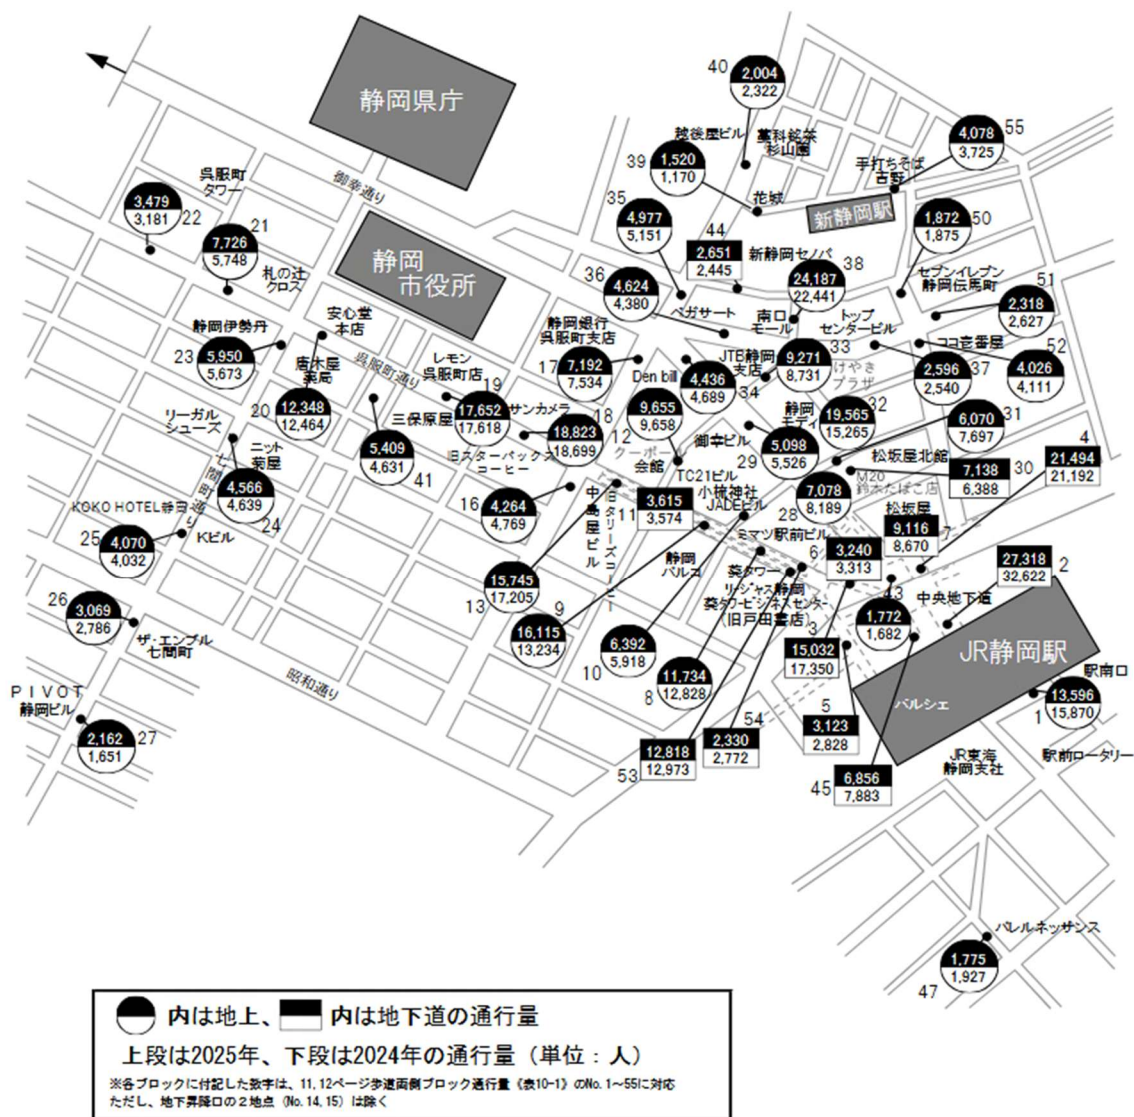 静岡県庁
御幸通り
静岡
市役所
呉服町
タワー
3,479
3,181
22
21
7,726
5,748
札の辻
クロス
静岡伊勢丹
23
5,950
5,673
安心堂
本店
唐木屋
薬局
20
12,348
12,464
呉服町通り
レモン
呉服町店
19
17,652
17,618
三保原屋
5,409
4,631
41
リーガル
シューズ
ニット
菊屋
4,566
4,639
24
七間町通り
KOKO HOTEL静岡
25
4,070
4,032
Kビル
26
3,069
2,786
ザ・エンブル
七間町
PIVOT
静岡ビル
2,162
1,651
27
昭和通り
40
2,004
2,322
越後屋ビル
藁科銘茶
杉山園
39
1,520
1,170
花城
4,078
3,725
55
手打ちそば
吉野
新静岡駅
35
4,977
5,151
44
2,651
2,445
新静岡セノバ
38
24,187
22,441
1,872
1,875
50
セブンイレブン
静岡伝馬町
51
2,318
2,627
36
4,624
4,380
ペガサート
南口
モール
トップ
センタービル
ココ壱番屋
52
4,026
4,111
静岡銀行
呉服町支店
17
7,192
7,534
Den bill
4,436
4,689
34
JTB静岡
支店
9,271
8,731
33
けやき
プラザ
2,596
2,540
37
サンカメラ
18
18,823
18,699
旧スターバックス
コーヒー
12
9,655
9,658
クーポール
会館
静岡
モディ
19,565
15,265
32
御幸ビル
29
5,098
5,526
6,070
7,697
31
松坂屋北館
4
21,494
21,192
7,138
6,388
30
M20
鈴木たばこ店
16
4,264
4,769
TC21ビル
小梳神社
JADEビル
11
3,615
3,574
28
7,078
8,189
松坂屋
9,116
8,670
7
中島屋ビル
旧タリーズコーヒー
ミマツ駅前ビル
静岡
パルコ
葵タワー
リージャス静岡
葵タワービジネスセンター
(旧戸田書店)
6
3,240
3,313
27,318
32,622
2
中央地下道
43
1,772
1,682
13
15,745
17,205
9
16,115
13,234
10
6,392
5,918
8
11,734
12,828
3
15,032
17,350
JR静岡駅
パルシェ
駅南口
1
13,596
15,870
駅前ロータリー
JR東海
静岡支社
5
3,123
2,828
54
2,330
2,772
53
12,818
12,973
45
6,856
7,883
パレルネッサンス
1,775
1,927
47
内は地上、 内は地下道の通行量
上段は2025年、下段は2024年の通行量（単位：人）
※各ブロックに付記した数字は、11,12ページ歩道両側ブロック通行量《表10-1》のNo.1～55に対応
ただし、地下昇降口の2地点（No.14,15）は除く